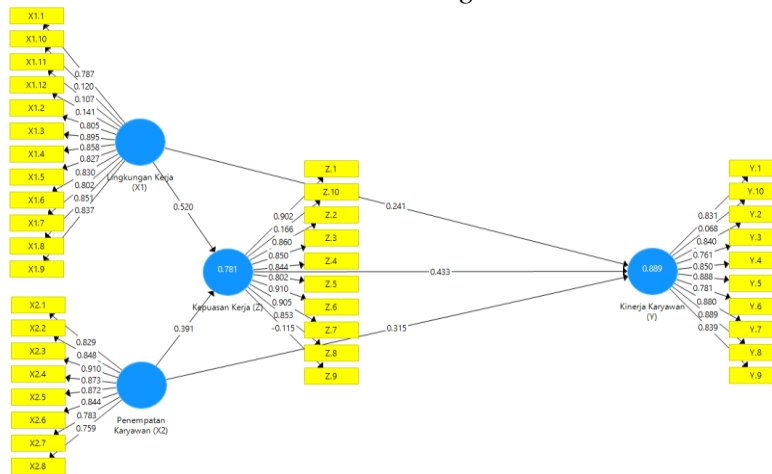 X1.1
X1.10
X1.11
X1.12
X1.2
X1.3
X1.4
X1.5
X1.6
X1.7
X1.8
X1.9
0.787
0.120
0.107
0.141
0.805
0.895
0.858
0.827
0.830
0.802
0.851
0.837
Lingkungan Kerja
(X1)
0.520
0.241
X2.1
X2.2
X2.3
X2.4
X2.5
X2.6
X2.7
X2.8
0.829
0.848
0.910
0.873
0.872
0.844
0.783
0.759
Penempatan
Karyawan (X2)
0.391
0.315
0.781
Kepuasan Kerja (Z)
0.433
0.902
0.166
0.860
0.850
0.844
0.802
0.910
0.905
0.853
-0.115
Z.1
Z.10
Z.2
Z.3
Z.4
Z.5
Z.6
Z.7
Z.8
Z.9
0.889
Kinerja Karyawan
(Y)
0.831
0.068
0.840
0.761
0.850
0.888
0.781
0.880
0.889
0.839
Y.1
Y.10
Y.2
Y.3
Y.4
Y.5
Y.6
Y.7
Y.8
Y.9